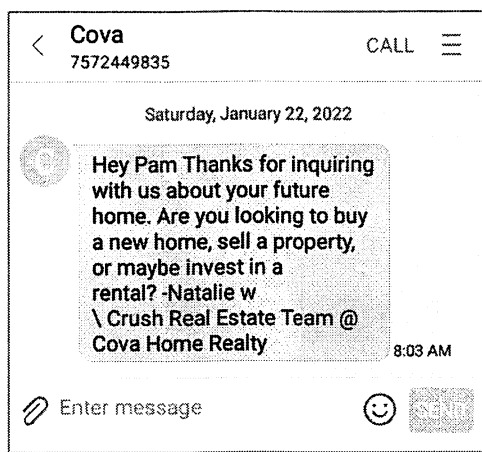 Cova
7572449835
CALL
Saturday, January 22, 2022
Hey Pam Thanks for inquiring
with us about your future
home. Are you looking to buy
a new home, sell a property,
or maybe invest in a
rental? -Natalie w
\ Crush Real Estate Team @
Cova Home Realty
8:03 AM
Enter message
SEND